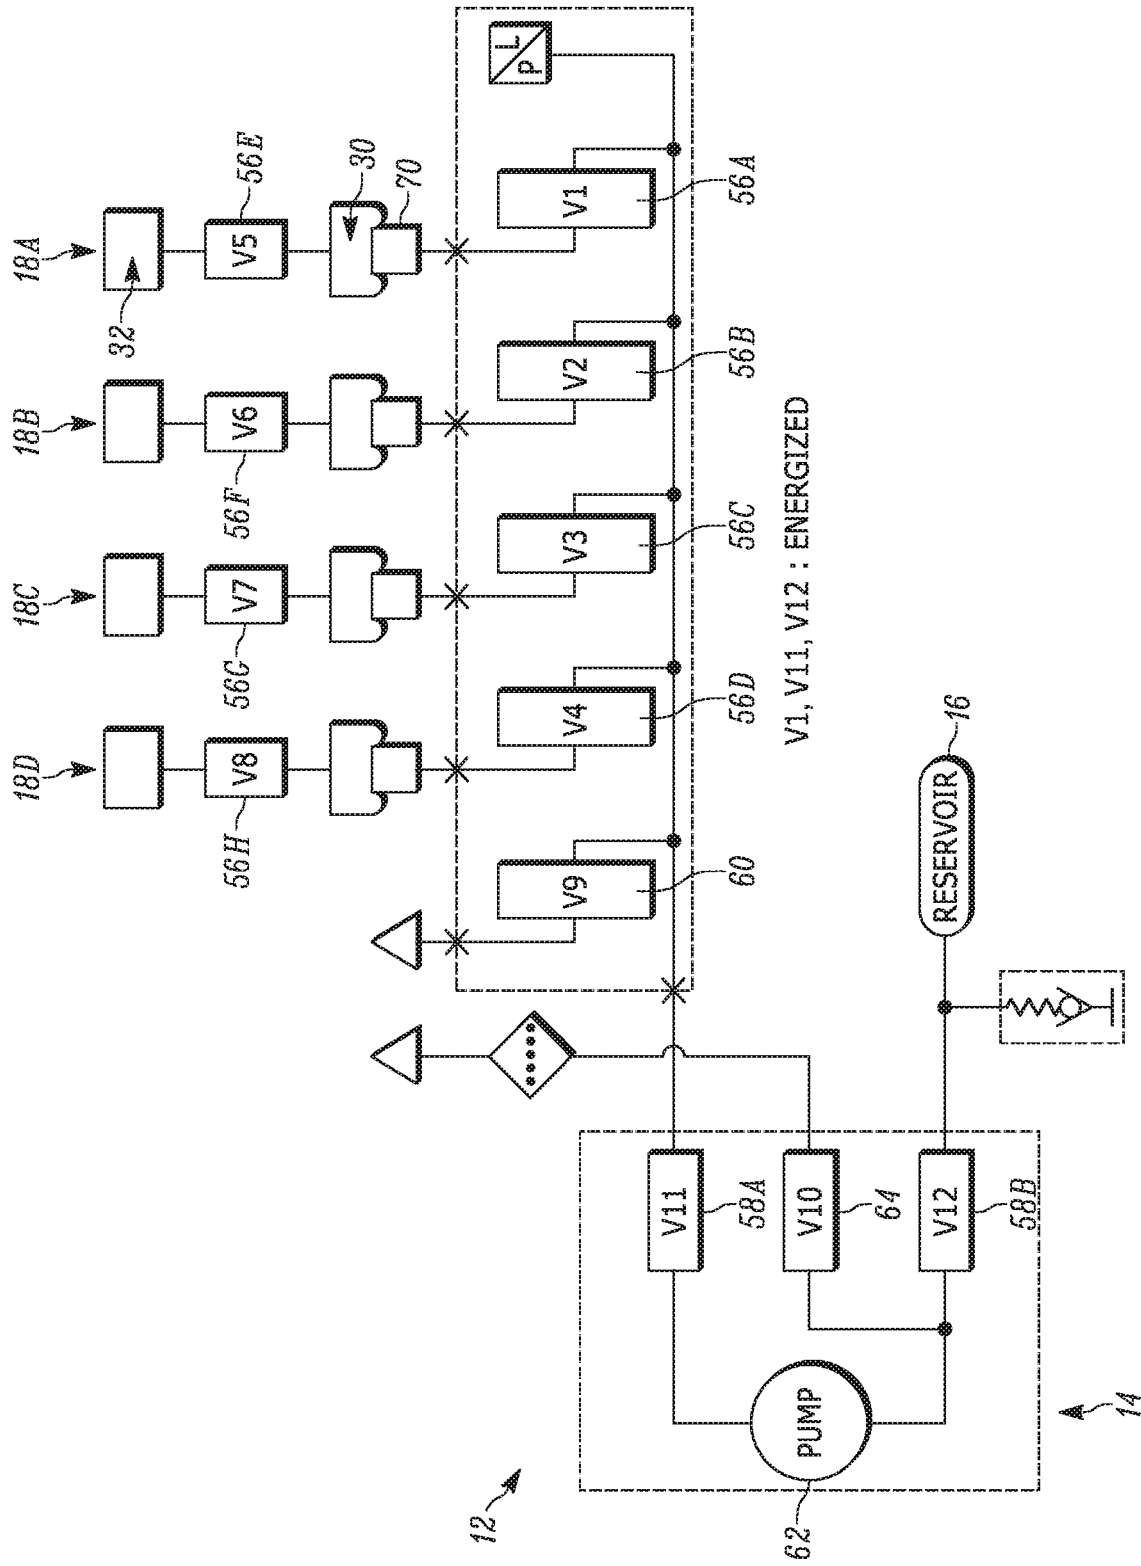 18D
18C
18B
18A
32
56H
56G
56F
56E
V8
V7
V6
V5
30
70
12
L
P
V9
V4
V3
V2
V1
V11
60
56D
56C
56B
56A
58A
V1, V11, V12 : ENERGIZED
62
PUMP
V10
64
V12
RESERVOIR
16
58B
14